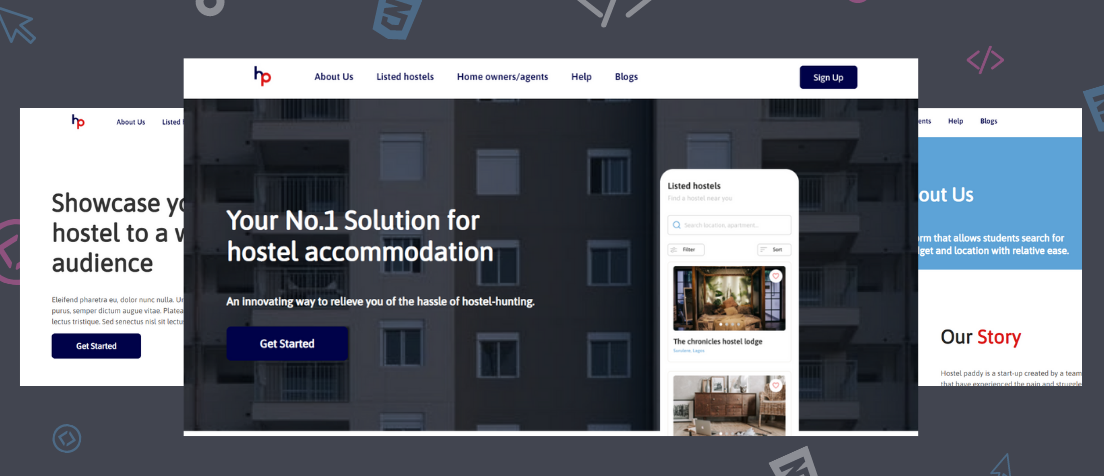 hp
About Us Listed hostels Home owners/agents Help Blogs
Sign Up
Your No.1 Solution for
hostel accommodation
An innovating way to relieve you of the hassle of hostel-hunting.
Get Started
Listed hostels
Find a hostel near you
Search location, apartment...
Filter
Sort
The chronicles hostel lodge
Surulere, Lagos
hp
About Us Listed
Showcase yo
hostel to a w
audience
Eleifend pharetra eu, dolor nunc nulla. Ur
purus, semper dictum augue vitae. Platea
lectus tristique. Sed senectus nisl sit lectu
Get Started
ents Help Blogs
out Us
orm that allows students search for
get and location with relative ease.
Our Story
Hostel paddy is a start-up created by a team
that have experienced the pain and struggle